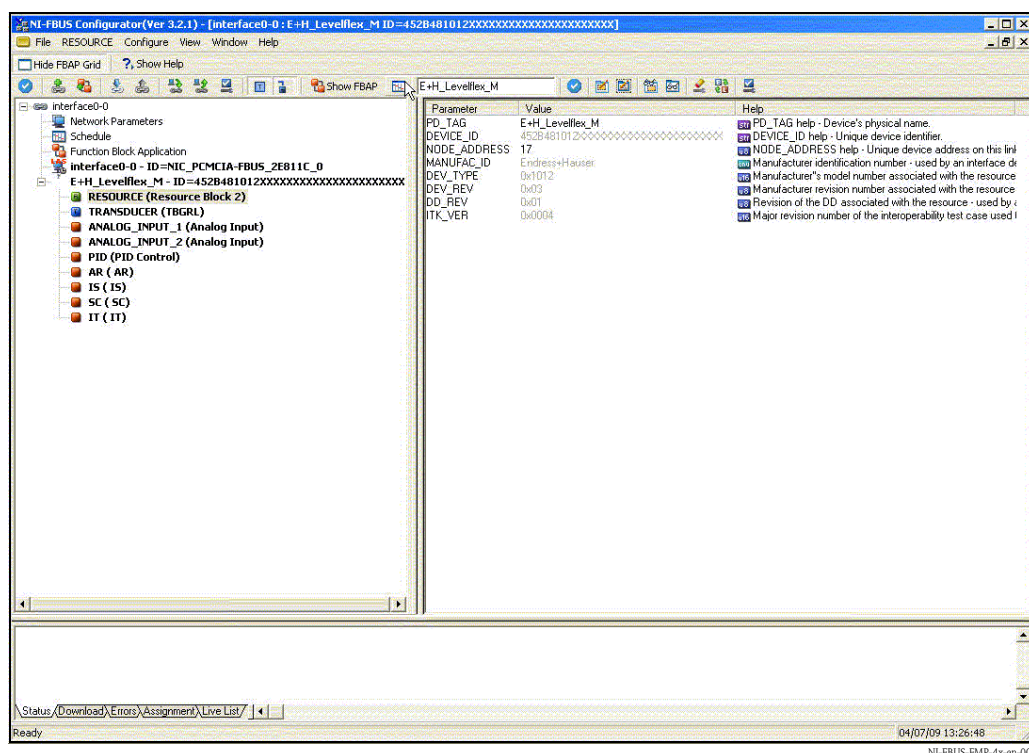 NI-FBUS Configurator(Ver 3.2.1) - [interface0-0 : E+H_Levelflex_M ID=452B481012XXXXXXXXXXXXXXXXXXXXXX]
File RESOURCE Configure View Window Help
Hide FBAP Grid ?, Show Help
Show FBAP E+H_Levelflex_M
interface0-0
Network Parameters
Schedule
Function Block Application
interface0-0 - ID=NIC_PCMCIA-FBUS_2E811C_0
E+H_Levelflex_M - ID=452B481012XXXXXXXXXXXXXXXXXXXXXX
RESOURCE (Resource Block 2)
TRANSDUCER (TBGRL)
ANALOG_INPUT_1 (Analog Input)
ANALOG_INPUT_2 (Analog Input)
PID (PID Control)
AR ( AR)
IS ( IS)
SC ( SC)
IT ( IT)
Parameter Value Help
PD_TAG E+H_Levelflex_M PD_TAG help - Device's physical name.
DEVICE_ID 452B481012XXXXXXXXXXXXXXXXXXXXXX DEVICE_ID help - Unique device identifier.
NODE_ADDRESS 17 NODE_ADDRESS help - Unique device address on this link
MANUFAC_ID Endress+Hauser Manufacturer identification number - used by an interface de
DEV_TYPE 0x1012 Manufacturer"s model number associated with the resource
DEV_REV 0x03 Manufacturer revision number associated with the resource
DD_REV 0x01 Revision of the DD associated with the resource - used by a
ITK_VER 0x0004 Major revision number of the interoperability test case used
Status Download Errors Assignment Live List
Ready 04/07/09 13:26:48